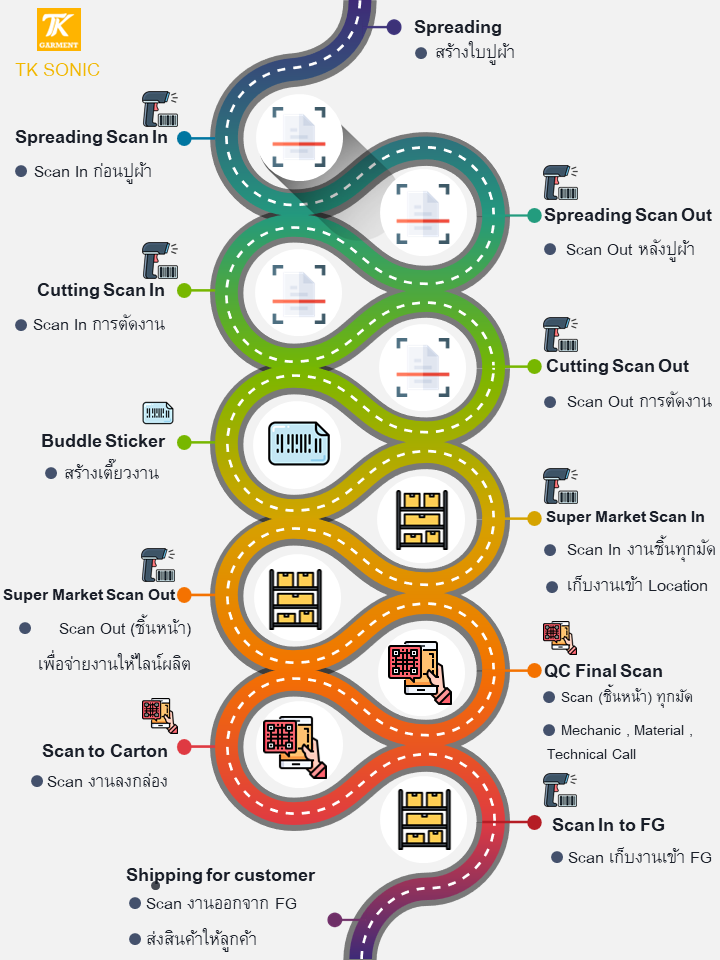 TK
GARMENT
TK SONIC
Spreading
สร้างใบปูผ้า
Spreading Scan In
Scan In ก่อนปูผ้า
Spreading Scan Out
Scan Out หลังปูผ้า
Cutting Scan In
Scan In การตัดงาน
Cutting Scan Out
Scan Out การตัดงาน
Buddle Sticker
สร้างเตี๊ยวงาน
Super Market Scan In
Scan In งานชิ้นทุกมัด
เก็บงานเข้า Location
Super Market Scan Out
Scan Out (ชิ้นหน้า)
เพื่อจ่ายงานให้ไลน์ผลิต
QC Final Scan
Scan (ชิ้นหน้า) ทุกมัด
Mechanic , Material ,
Technical Call
Scan to Carton
Scan งานลงกล่อง
Scan In to FG
Scan เก็บงานเข้า FG
Shipping for customer
Scan งานออกจาก FG
ส่งสินค้าให้ลูกค้า